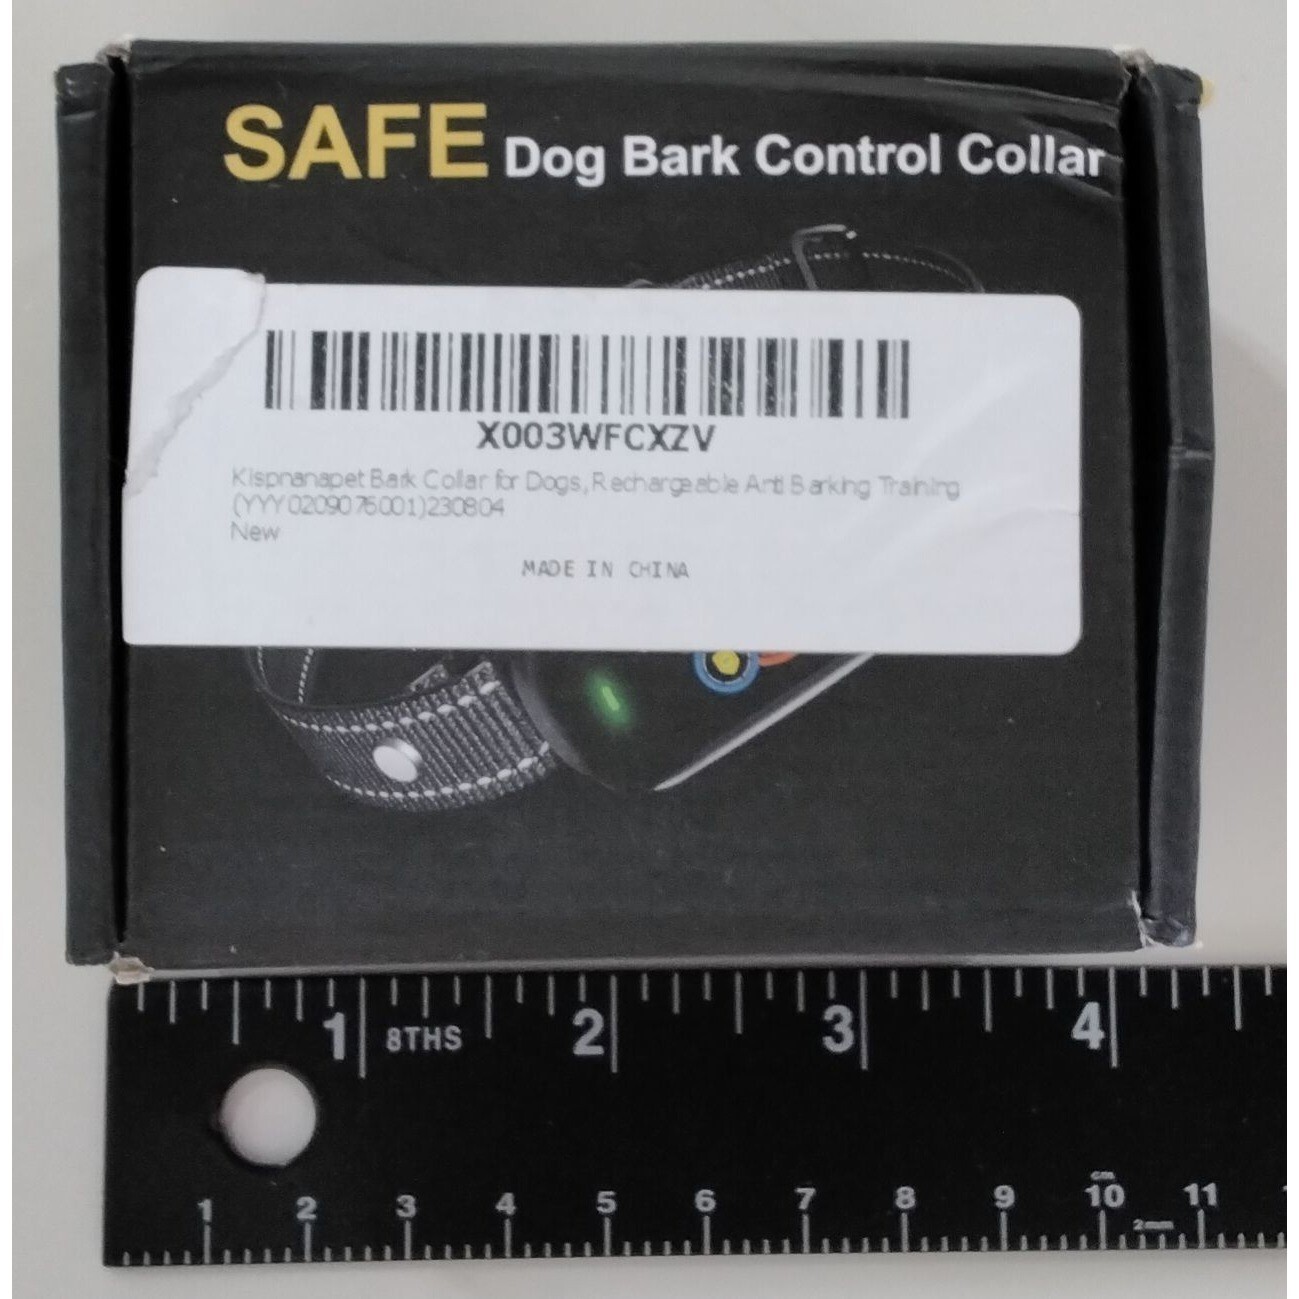 SAFE Dog Bark Control Collar
X003WFCXZV
Kispnanapet Bark Collar for Dogs, Rechargeable Anti Barking Training
(YYY0209076001)230804
New
MADE IN CHINA
1 8THS 2 3 4
cm
1 2 3 4 5 6 7 8 9 10 11
2mm